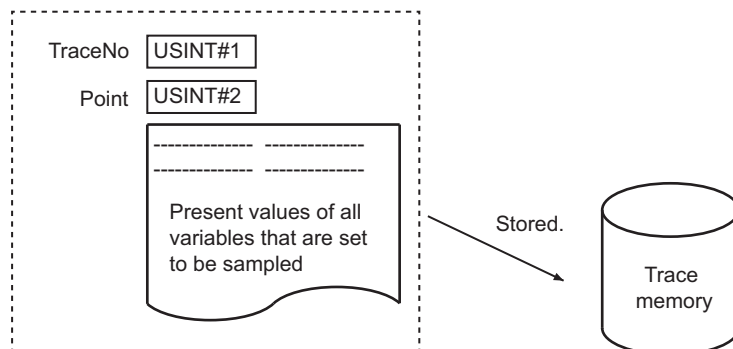 TraceNo USINT#1
Point USINT#2
Present values of all
variables that are set
to be sampled
Stored.
Trace
memory